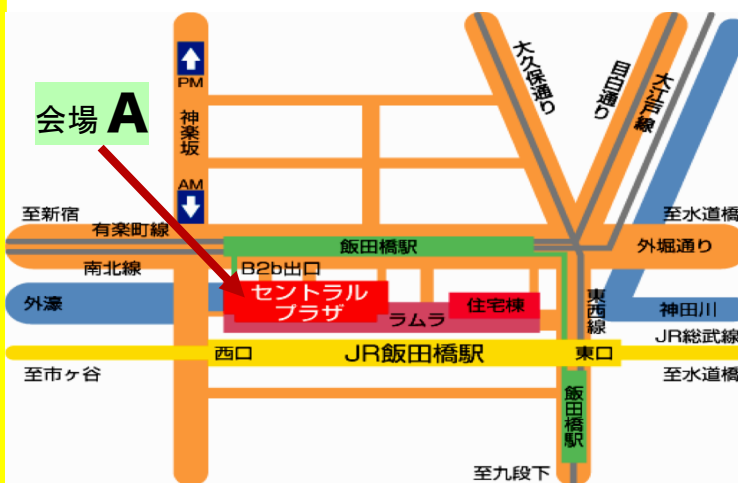 大久保通り
目白通り
大江戸線
PM
会場 A
神楽坂
AM
至新宿
至水道橋
有楽町線
飯田橋駅
外堀通り
南北線
B2b出口
セントラル
プラザ
住宅棟
東西線
外濠
ラムラ
神田川
JR総武線
西口
JR飯田橋駅
東口
至市ヶ谷
至水道橋
飯田橋駅
至九段下